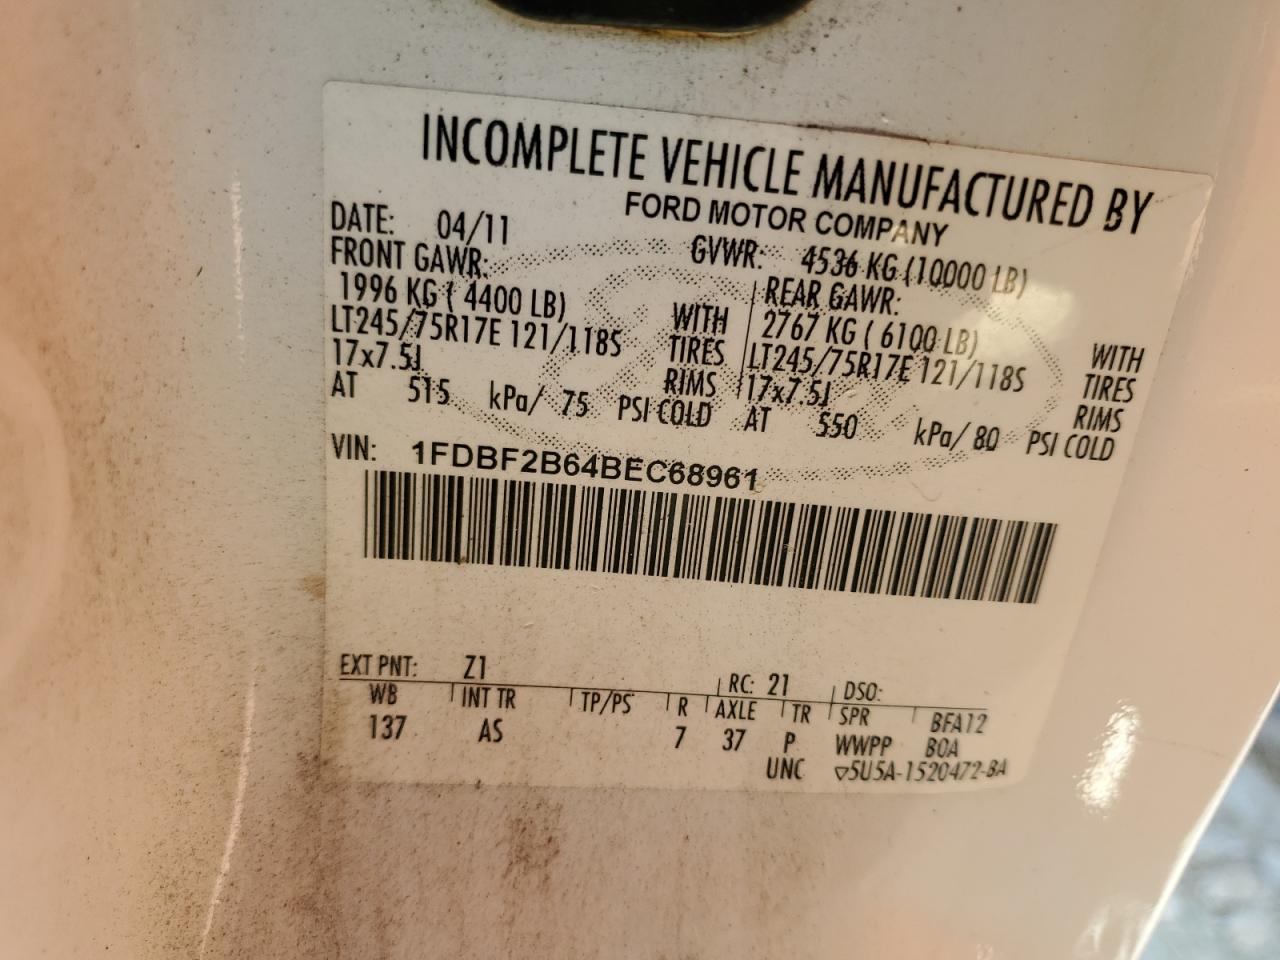 INCOMPLETE VEHICLE MANUFACTURED BY
FORD MOTOR COMPANY
DATE: 04/11 GVWR: 4536 KG (10000 LB)
FRONT GAWR: REAR GAWR:
1996 KG ( 4400 LB) WITH 2767 KG ( 6100 LB) WITH
LT245/75R17E 121/118S TIRES LT245/75R17E 121/118S TIRES
17x7.5J RIMS 17x7.5J RIMS
AT 515 kPa/ 75 PSI COLD AT 550 kPa/ 80 PSI COLD
VIN: 1FDBF2B64BEC68961
EXT PNT: Z1 RC: 21 DSO:
WB INT TR TP/PS R AXLE TR SPR BFA12
137 AS 7 37 P WWPP BOA
UNC ▽5U5A-1520472-BA